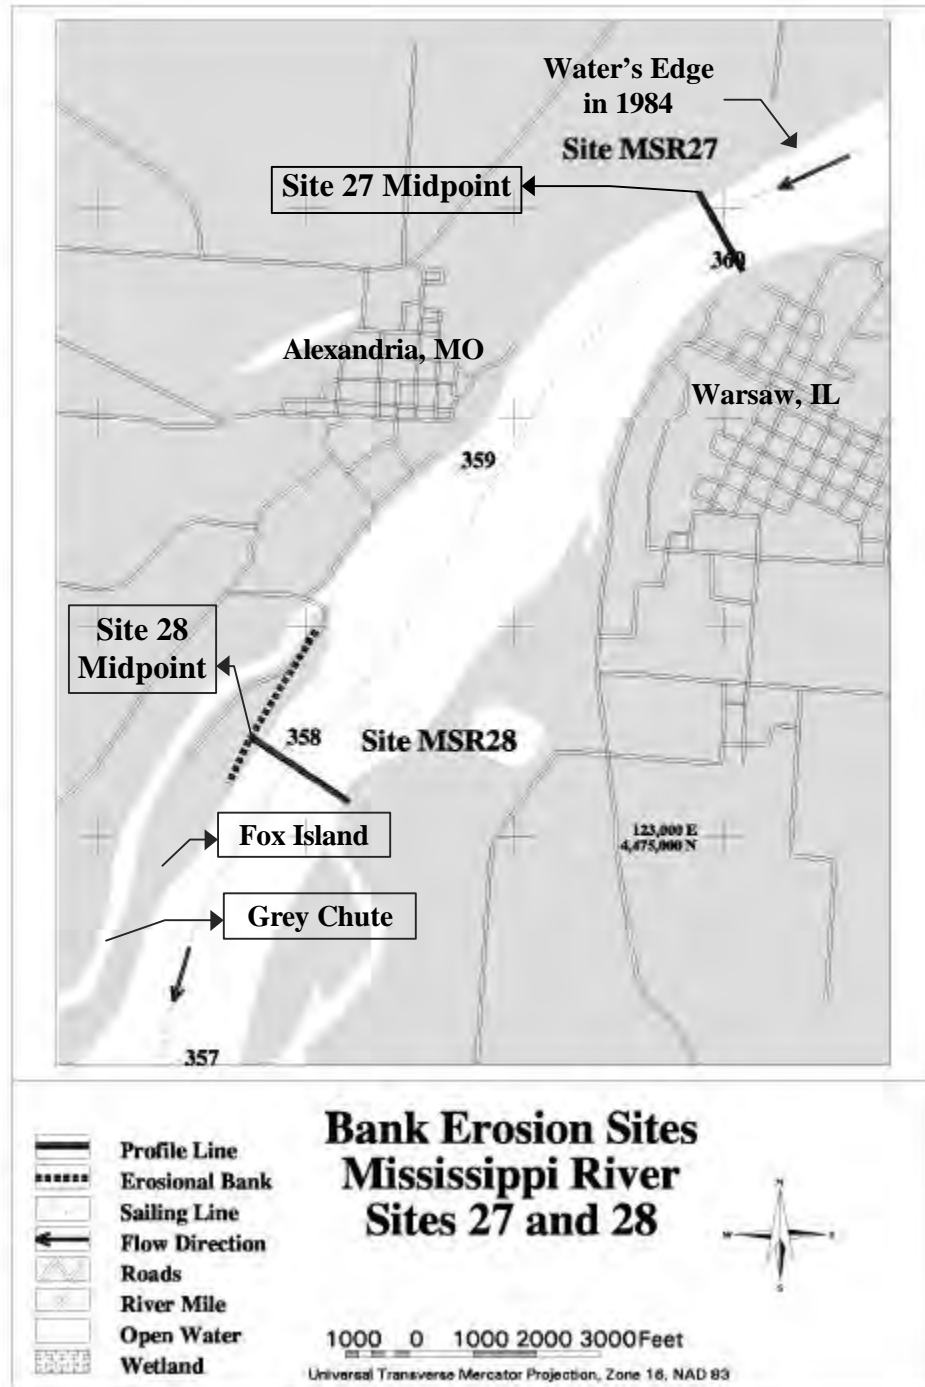 Water's Edge
in 1984
Site MSR27
Site 27 Midpoint
360
Alexandria, MO
Warsaw, IL
359
Site 28
Midpoint
358
Site MSR28
Fox Island
123,000 E
4,475,000 N
Grey Chute
357
Bank Erosion Sites
Mississippi River
Sites 27 and 28
Profile Line
Erosional Bank
Sailing Line
Flow Direction
Roads
River Mile
Open Water
Wetland
N
W
E
S
1000 0 1000 2000 3000 Feet
Universal Transverse Mercator Projection, Zone 16, NAD 83